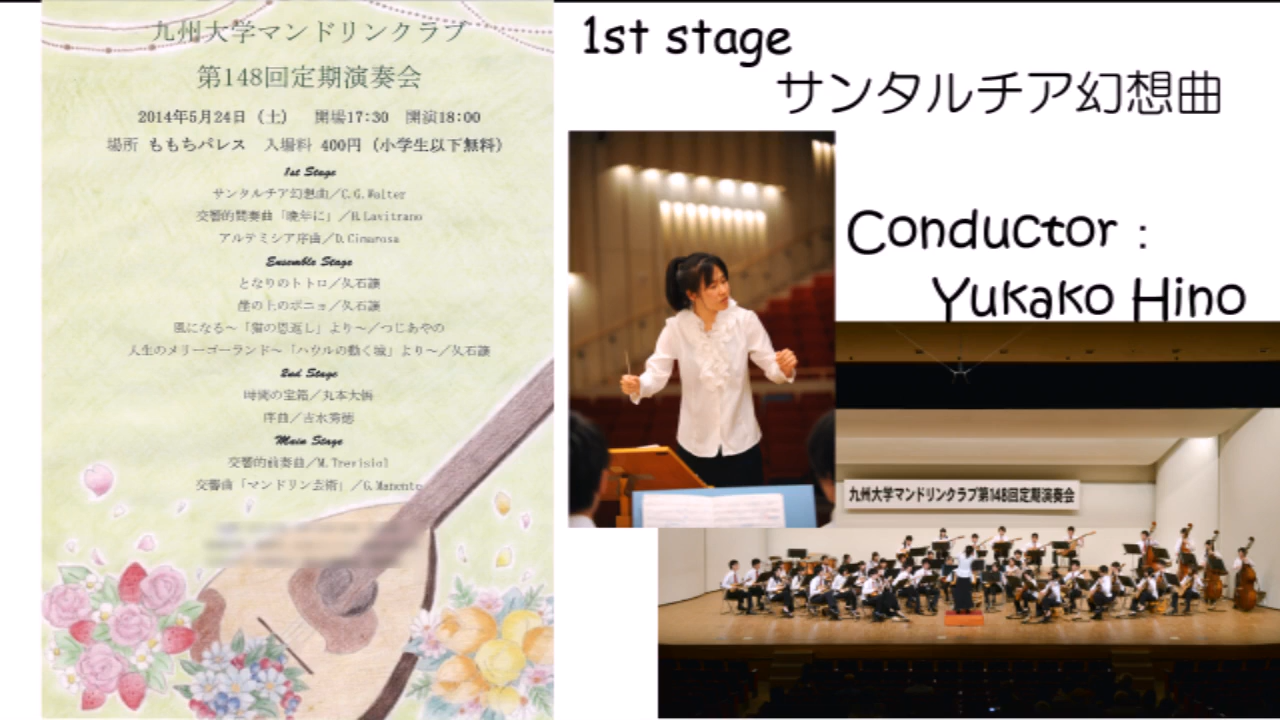 九州大学マンドリンクラブ
第148回定期演奏会
2014年5月24日（土） 開場17:30 開演18:00
場所 ももちパレス 入場料 400円（小学生以下無料）
1st Stage
サンタルチア幻想曲／C.G.Walter
交響的間奏曲「晩年に」／H.Lavitrano
アルテミシア序曲／D.Cimarosa
Ensemble Stage
となりのトトロ／久石譲
崖の上のポニョ／久石譲
風になる～「猫の恩返し」より～／つじあやの
人生のメリーゴーランド～「ハウルの動く城」より～／久石譲
2nd Stage
時間の宝箱／丸本大悟
序曲／吉水秀徳
Main Stage
交響的前奏曲／M.Trevisiol
交響曲「マンドリン芸術」／G.Manente
1st stage
サンタルチア幻想曲
Conductor :
Yukako Hino
九州大学マンドリンクラブ第148回定期演奏会